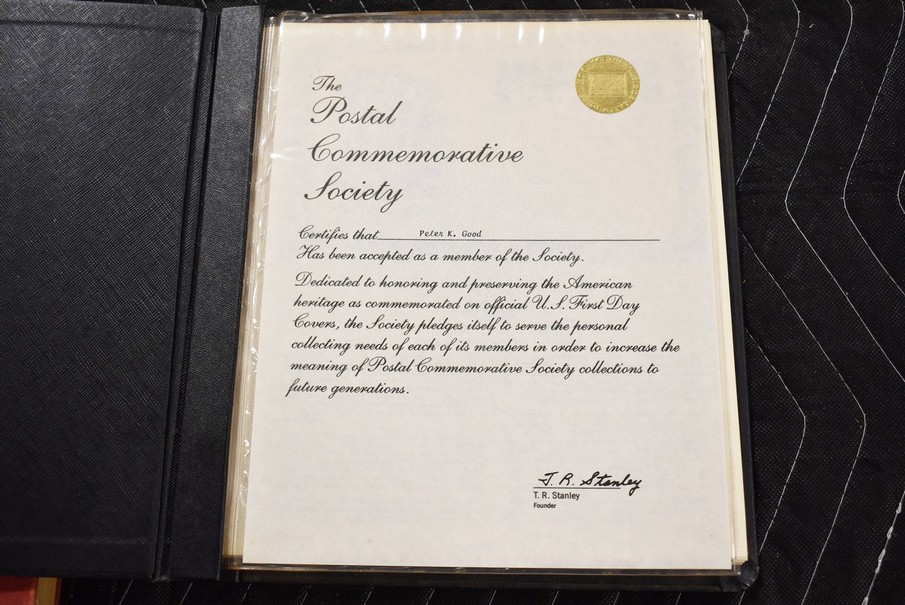 The
Postal
Commemorative
Society
Certifies that Peter K. Good
Has been accepted as a member of the Society.
Dedicated to honoring and preserving the American
heritage as commemorated on official U.S. First Day
Covers, the Society pledges itself to serve the personal
collecting needs of each of its members in order to increase the
meaning of Postal Commemorative Society collections to
future generations.
T. R. Stanley
T. R. Stanley
Founder